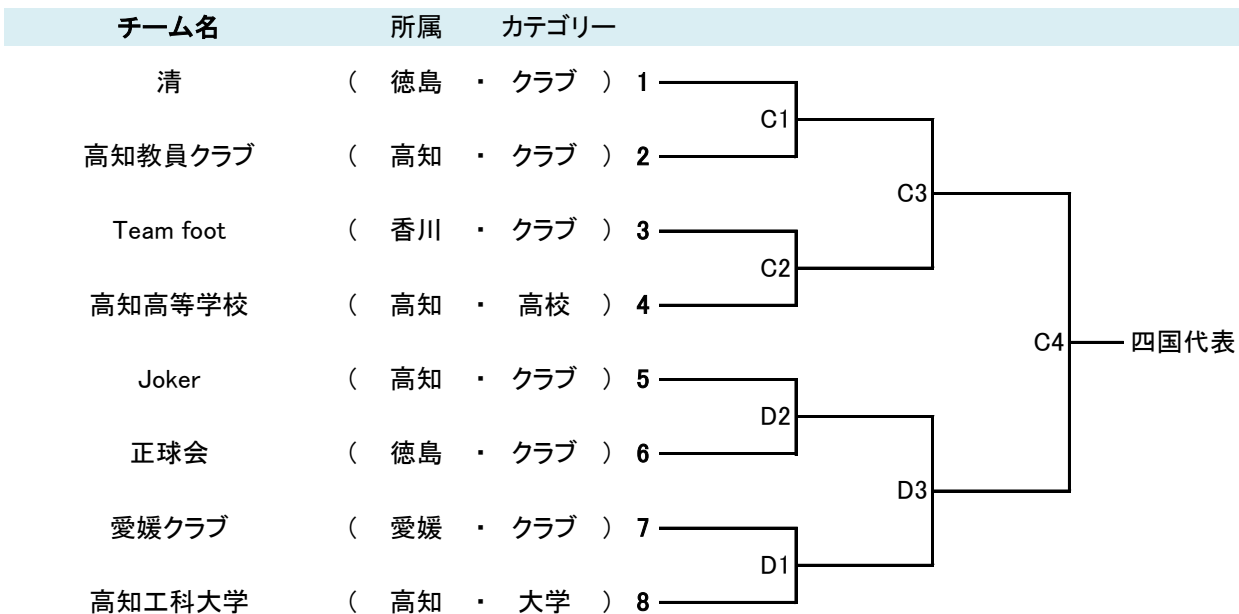 チーム名 所属 カテゴリー
清 ( 徳島 ・ クラブ ) 1
C1
高知教員クラブ ( 高知 ・ クラブ ) 2
C3
Team foot ( 香川 ・ クラブ ) 3
C2
高知高等学校 ( 高知 ・ 高校 ) 4
C4 四国代表
Joker ( 高知 ・ クラブ ) 5
D2
正球会 ( 徳島 ・ クラブ ) 6
D3
愛媛クラブ ( 愛媛 ・ クラブ ) 7
D1
高知工科大学 ( 高知 ・ 大学 ) 8